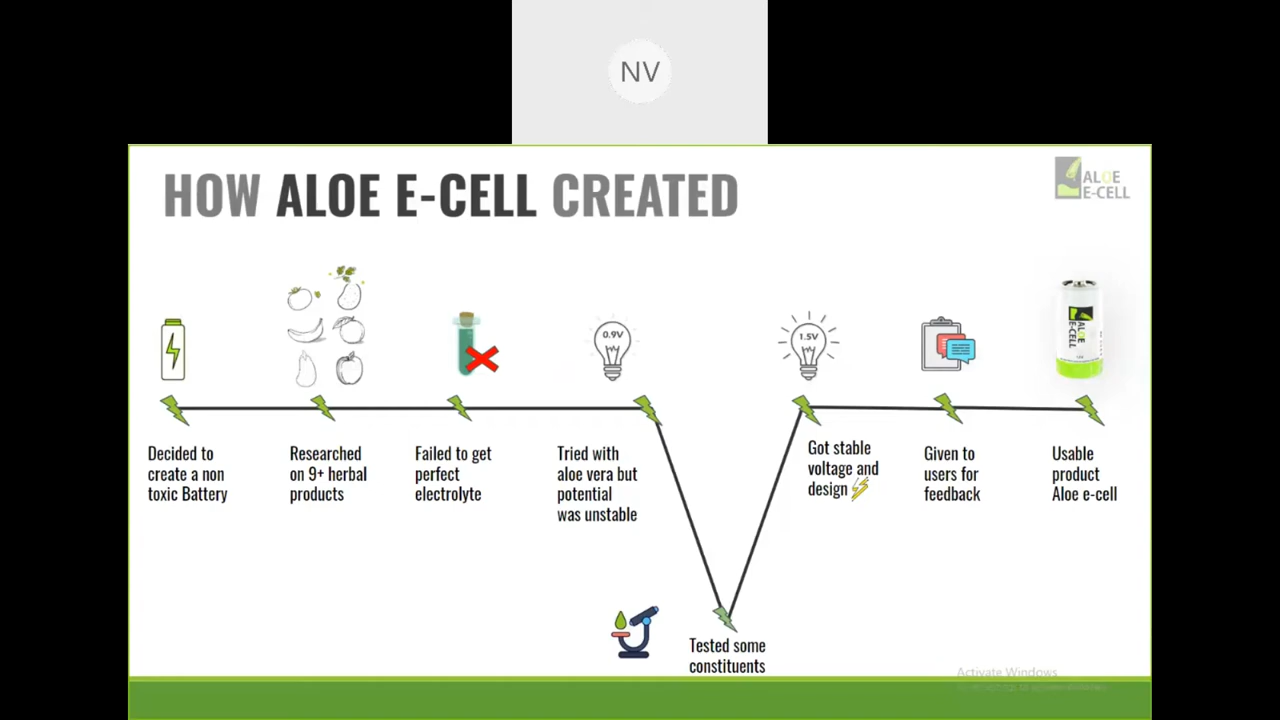 NV
HOW ALOE E-CELL CREATED
ALOE
E-CELL
0.9V
1.5V
ALOE
E-CELL
Decided to
create a non
toxic Battery
Researched
on 9+ herbal
products
Failed to get
perfect
electrolyte
Tried with
aloe vera but
potential
was unstable
Tested some
constituents
Got stable
voltage and
design
Given to
users for
feedback
Usable
product
Aloe e-cell
Activate Windows